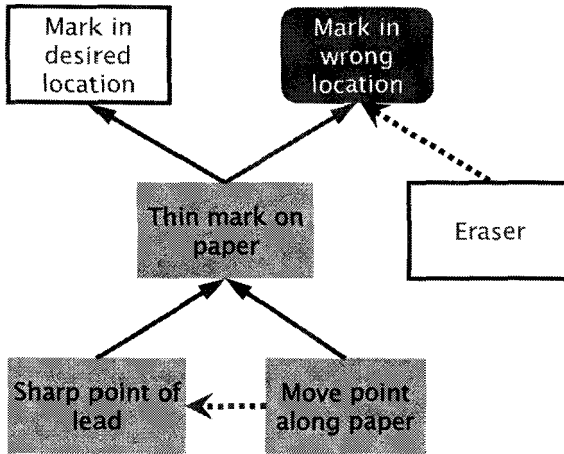 Mark in
desired
location
Mark in
wrong
location
Thin mark on
paper
Eraser
Sharp point of
lead
Move point
along paper